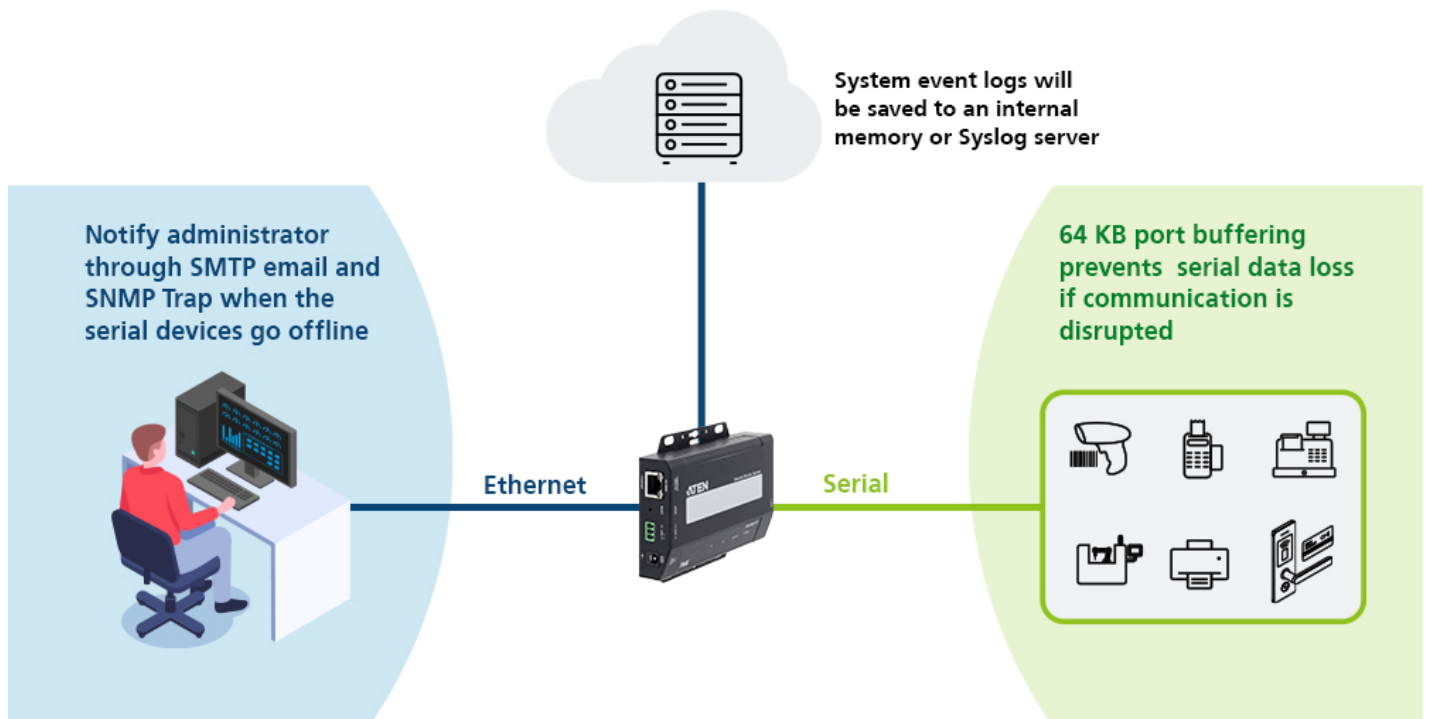 System event logs will
be saved to an internal
memory or Syslog server
Notify administrator
through SMTP email and
SNMP Trap when the
serial devices go offline
64 KB port buffering
prevents serial data loss
if communication is
disrupted
Ethernet
Serial
ATEN